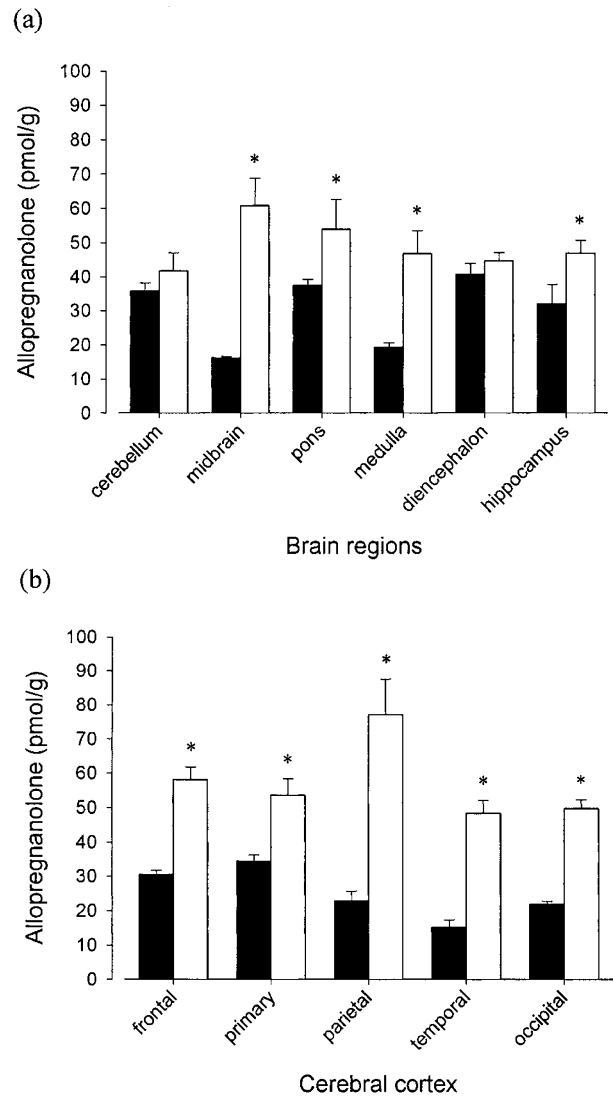 (a)
100
90
80
70
60
50
40
30
20
10
0
Allopregnanolone (pmol/g)
* * * *
cerebellum midbrain pons medulla diencephalon hippocampus
Brain regions
(b)
100
90
80
70
60
50
40
30
20
10
0
Allopregnanolone (pmol/g)
* * * * *
frontal primary parietal temporal occipital
Cerebral cortex